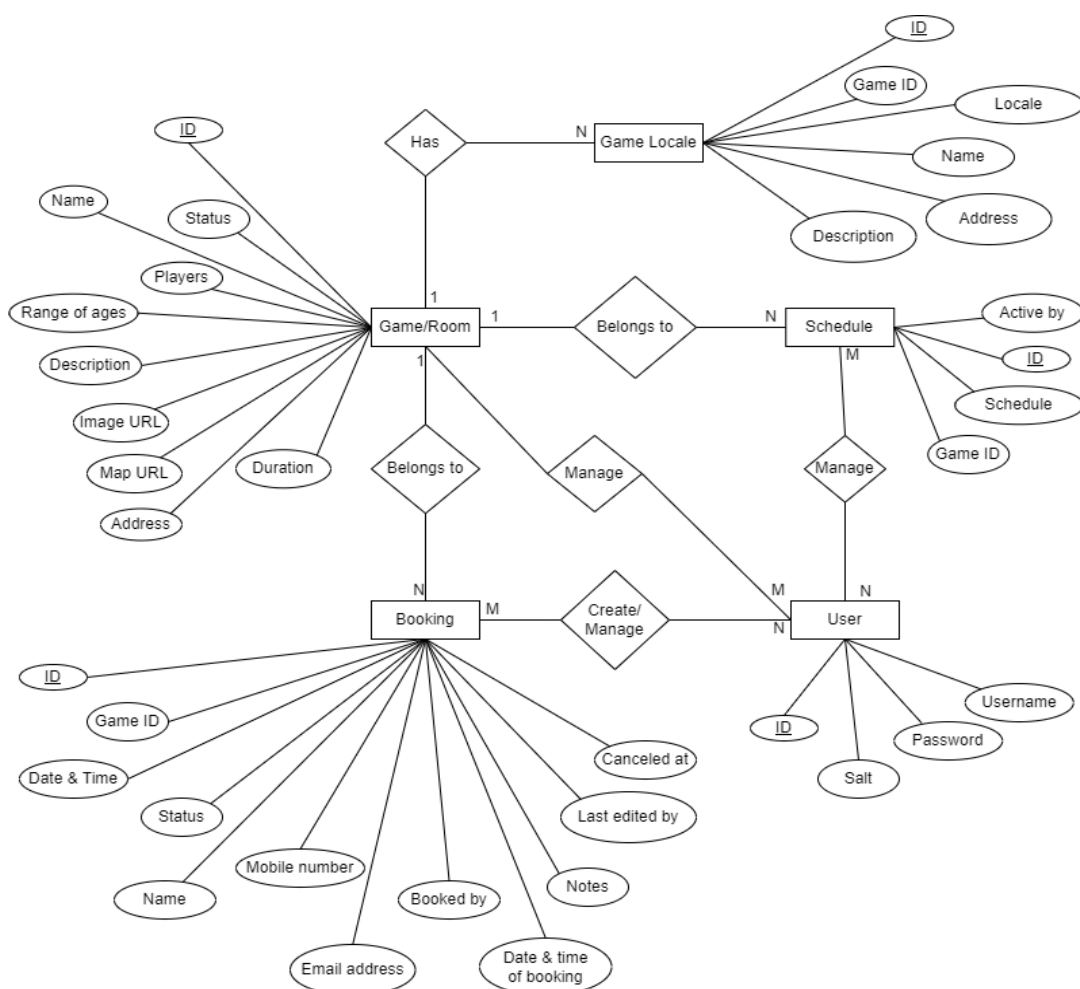 ID
Game ID
Locale
Has
N
Game Locale
ID
Name
Name
Status
Address
Description
Players
Range of ages
1
Game/Room
1
Belongs to
N
Schedule
Active by
1
M
ID
Description
Schedule
Image URL
Game ID
Map URL
Duration
Belongs to
Manage
Manage
Address
N
M
N
Booking
M
Create/
Manage
N
User
ID
Game ID
Username
ID
Password
Date & Time
Canceled at
Salt
Status
Last edited by
Mobile number
Name
Booked by
Notes
Email address
Date & time
of booking